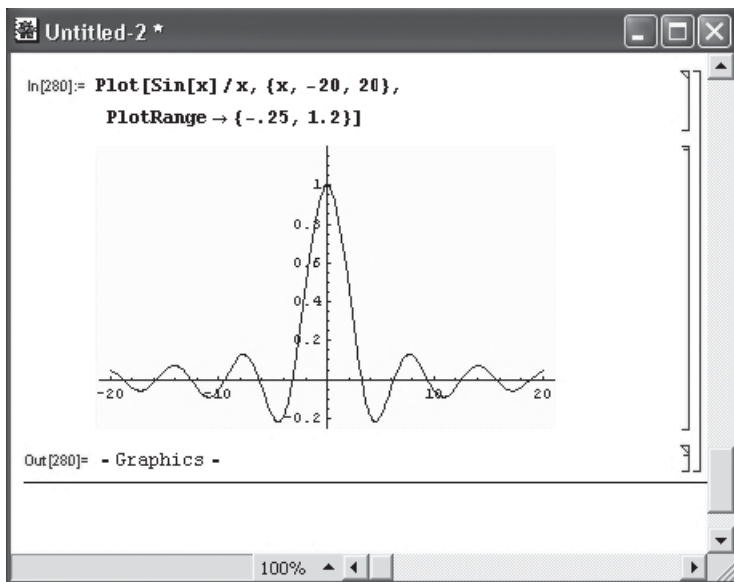 Untitled-2 *
In[280]:= Plot[Sin[x]/x, {x, -20, 20},
PlotRange → {-.25, 1.2}]
1
0.8
0.6
0.4
0.2
-20 -10 10 20
-0.2
Out[280]= - Graphics -
100%